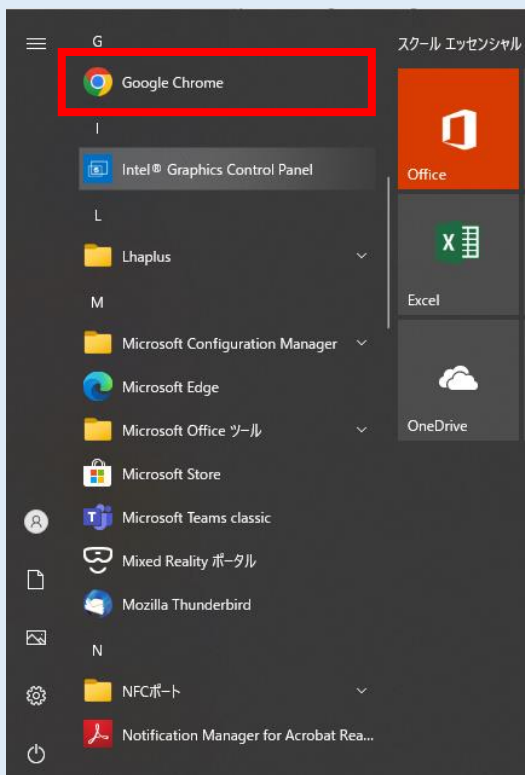 G
Google Chrome
I
Intel® Graphics Control Panel
L
Lhaplus
M
Microsoft Configuration Manager
Microsoft Edge
Microsoft Office ツール
Microsoft Store
Microsoft Teams classic
Mixed Reality ポータル
Mozilla Thunderbird
N
NFCポート
Notification Manager for Acrobat Rea...
スクール エッセンシャル
Office
Excel
OneDrive